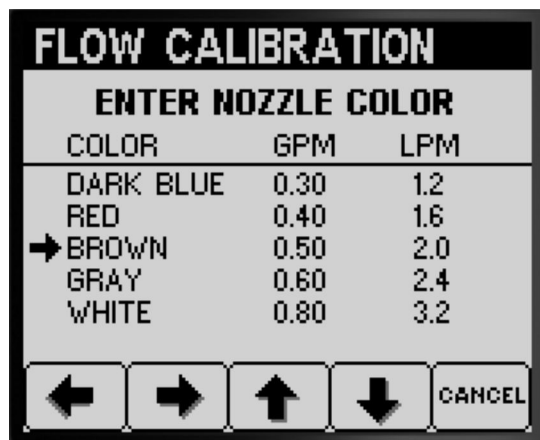 FLOW CALIBRATION
ENTER NOZZLE COLOR
COLOR GPM LPM
DARK BLUE 0.30 1.2
RED 0.40 1.6
BROWN 0.50 2.0
GRAY 0.60 2.4
WHITE 0.80 3.2
CANCEL